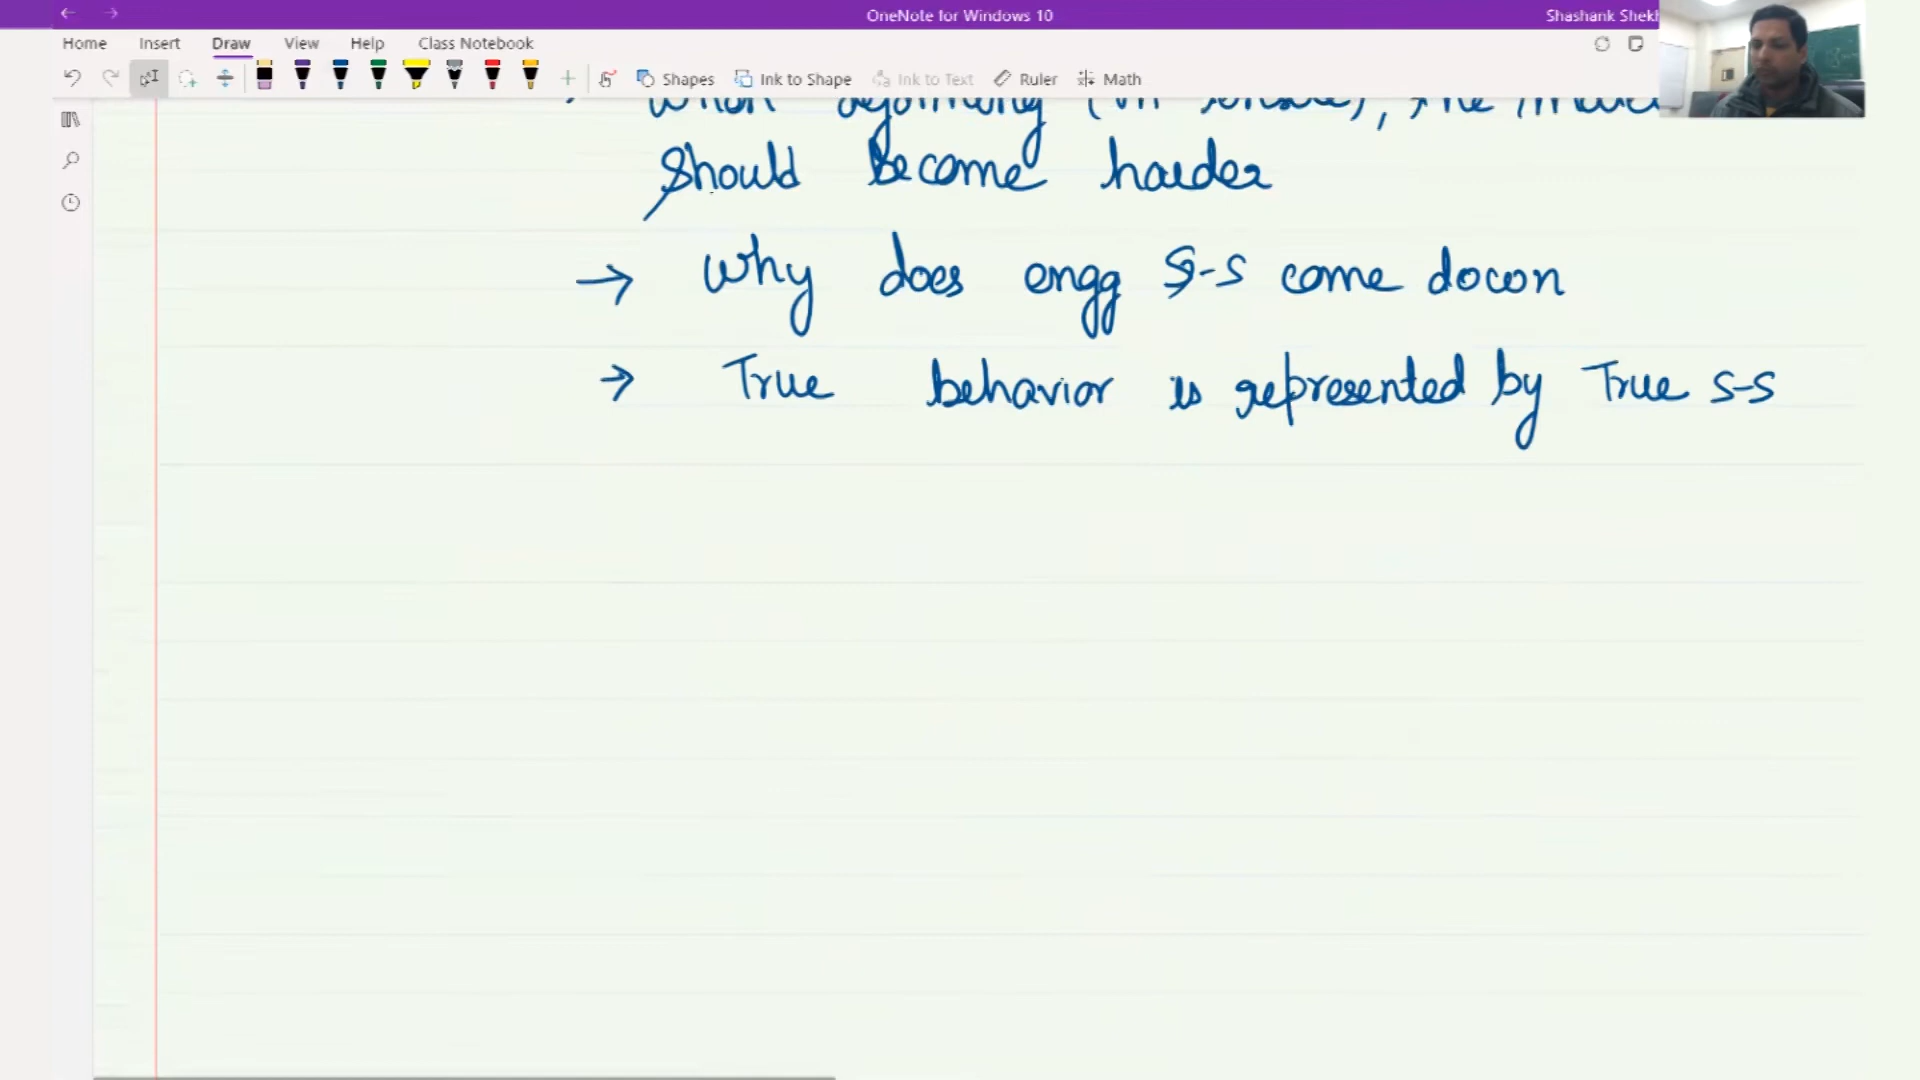 OneNote for Windows 10
Shashank Shekh
Home Insert Draw View Help Class Notebook
Shapes Ink to Shape Ink to Text Ruler Math
should become harder
→ Why does engg S-S come down
→ True behavior is represented by True S-S